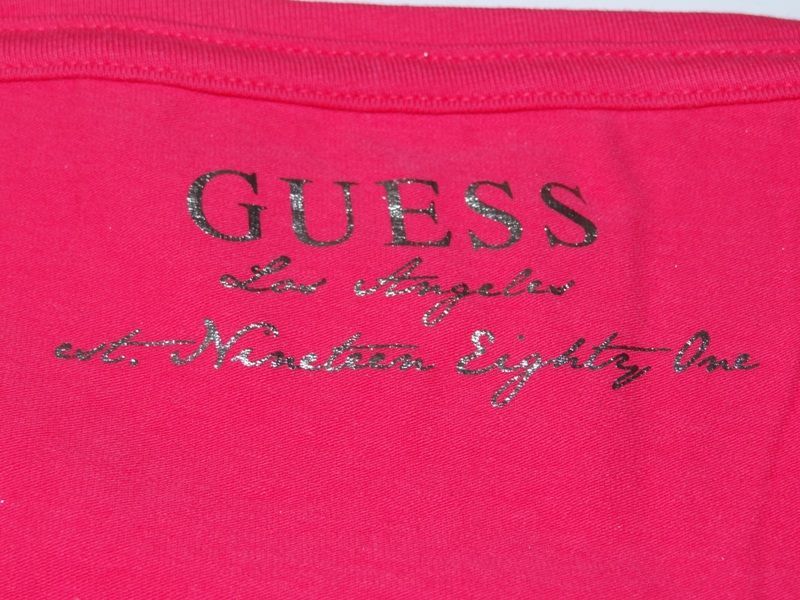 GUESS
Los Angeles
est. Nineteen Eighty One